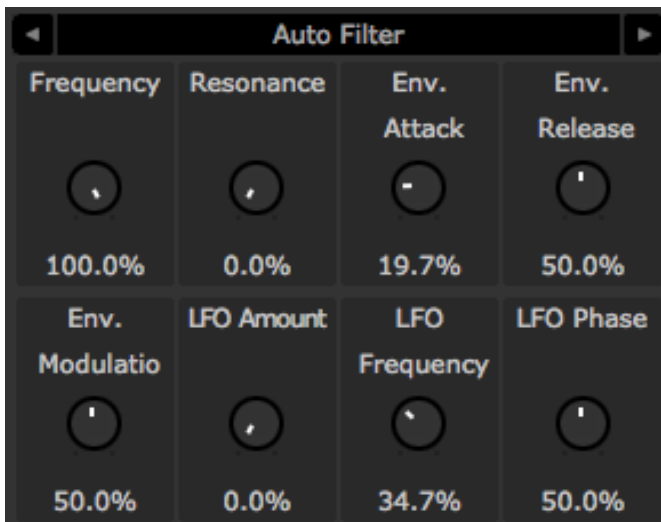 Auto Filter
Frequency Resonance Env. Env.
Attack Release
100.0% 0.0% 19.7% 50.0%
Env. LFO Amount LFO LFO Phase
Modulatio Frequency
50.0% 0.0% 34.7% 50.0%